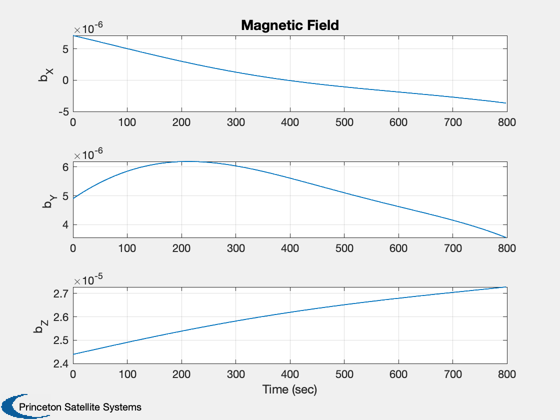 Magnetic Field
×10⁻⁶
5
0
-5
b_X
0 100 200 300 400 500 600 700 800
×10⁻⁶
6
5
4
b_Y
0 100 200 300 400 500 600 700 800
×10⁻⁵
2.7
2.6
2.5
2.4
b_Z
0 100 200 300 400 500 600 700 800
Time (sec)
Princeton Satellite Systems